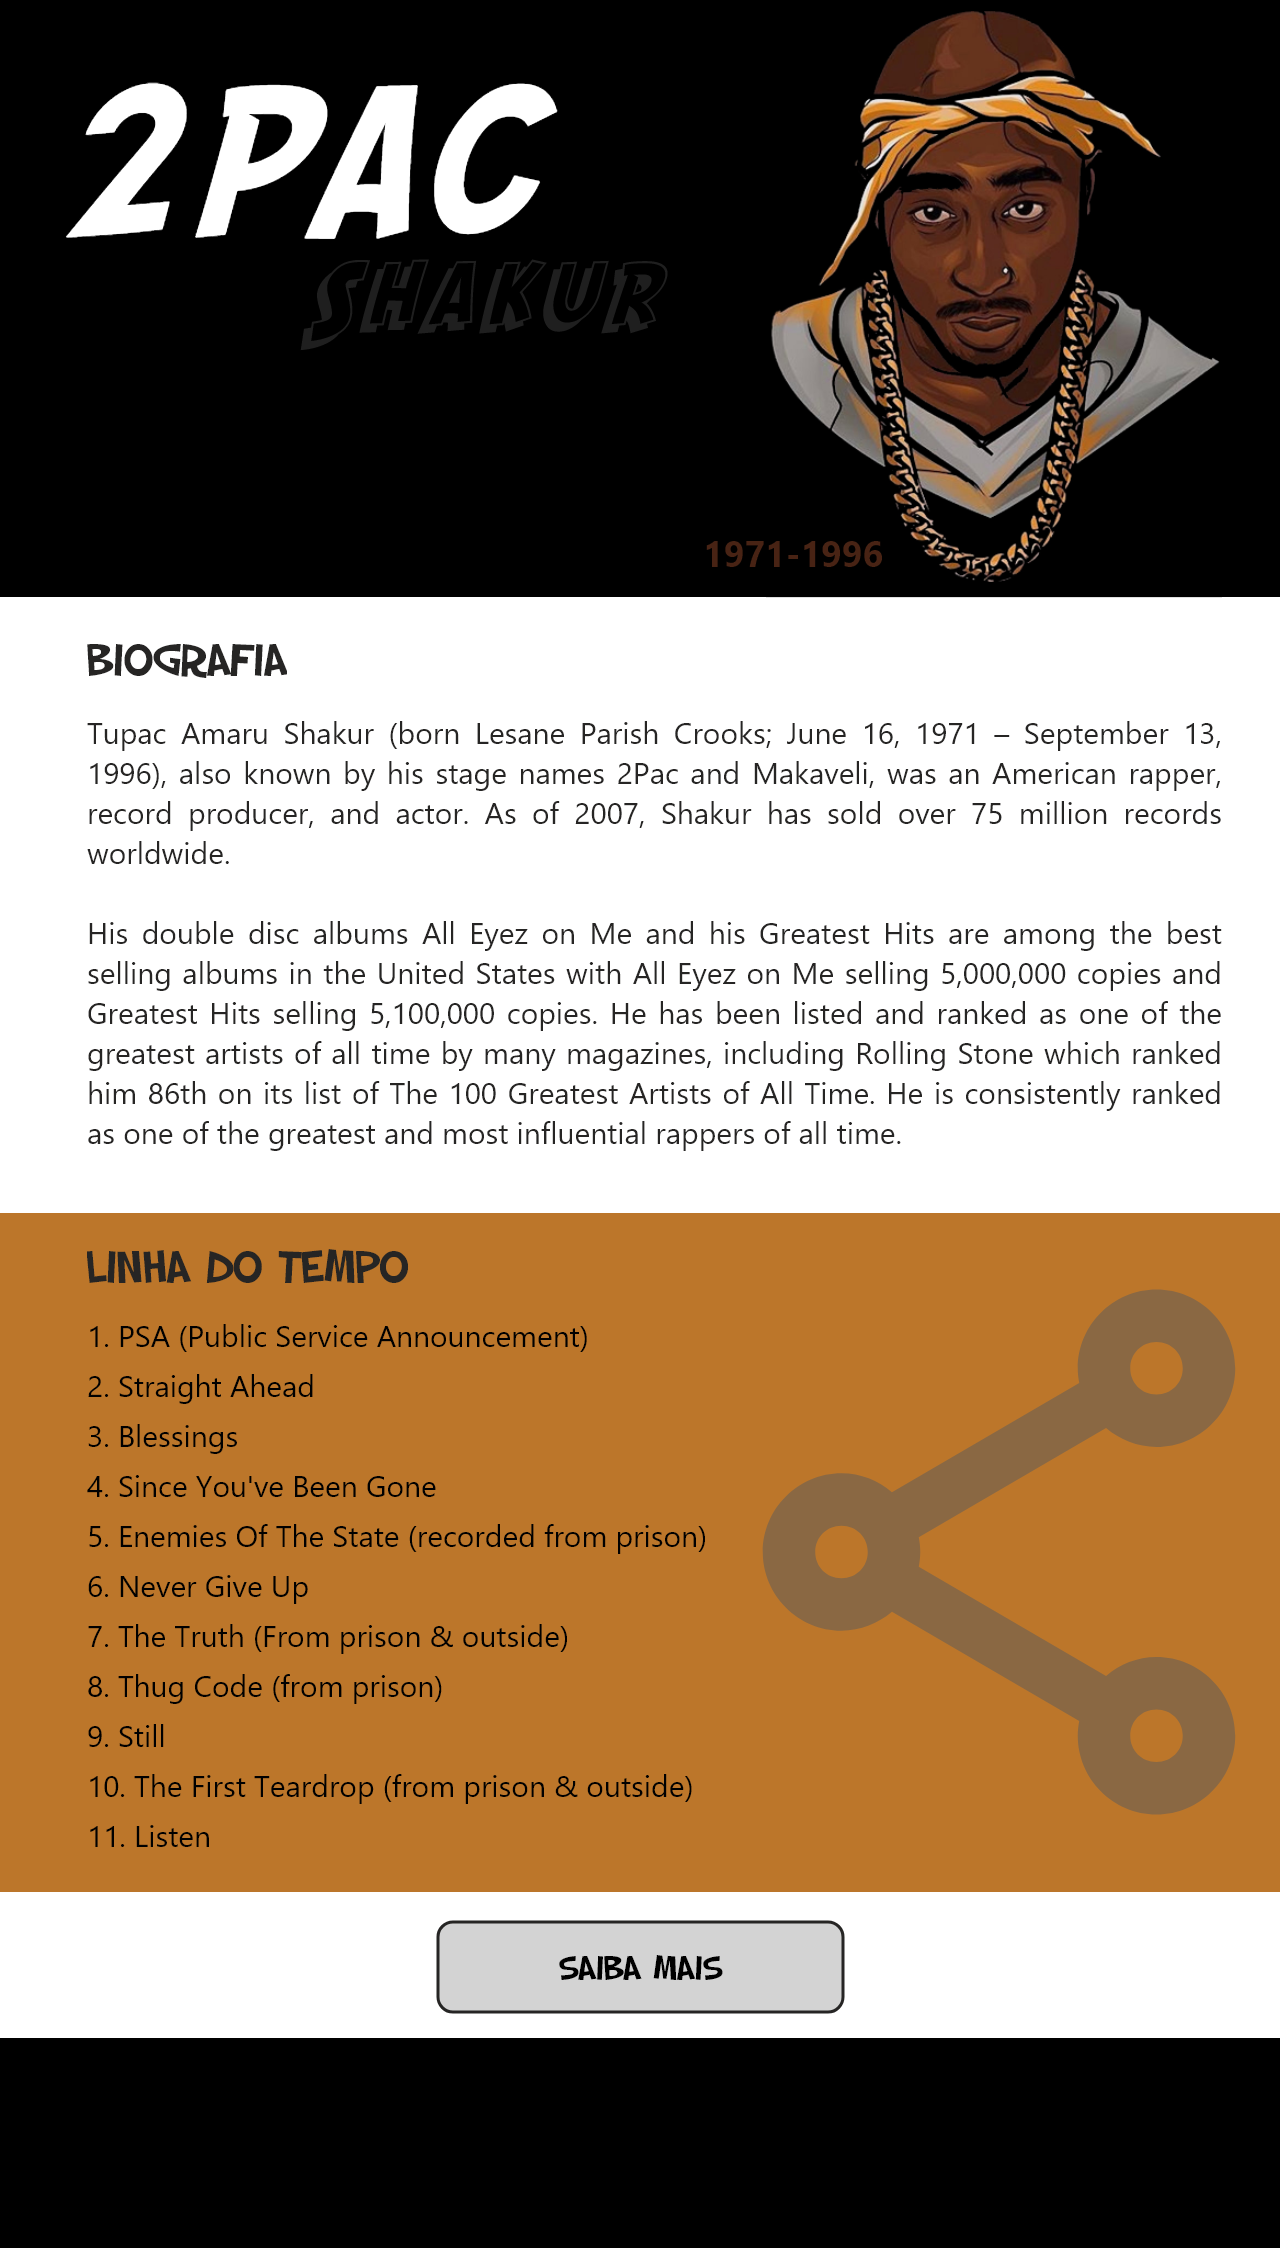 2PAC
SHAKUR
1971-1996
BIOGRAFIA
Tupac Amaru Shakur (born Lesane Parish Crooks; June 16, 1971 – September 13,
1996), also known by his stage names 2Pac and Makaveli, was an American rapper,
record producer, and actor. As of 2007, Shakur has sold over 75 million records
worldwide.
His double disc albums All Eyez on Me and his Greatest Hits are among the best
selling albums in the United States with All Eyez on Me selling 5,000,000 copies and
Greatest Hits selling 5,100,000 copies. He has been listed and ranked as one of the
greatest artists of all time by many magazines, including Rolling Stone which ranked
him 86th on its list of The 100 Greatest Artists of All Time. He is consistently ranked
as one of the greatest and most influential rappers of all time.
LINHA DO TEMPO
1. PSA (Public Service Announcement)
2. Straight Ahead
3. Blessings
4. Since You've Been Gone
5. Enemies Of The State (recorded from prison)
6. Never Give Up
7. The Truth (From prison & outside)
8. Thug Code (from prison)
9. Still
10. The First Teardrop (from prison & outside)
11. Listen
SAIBA MAIS